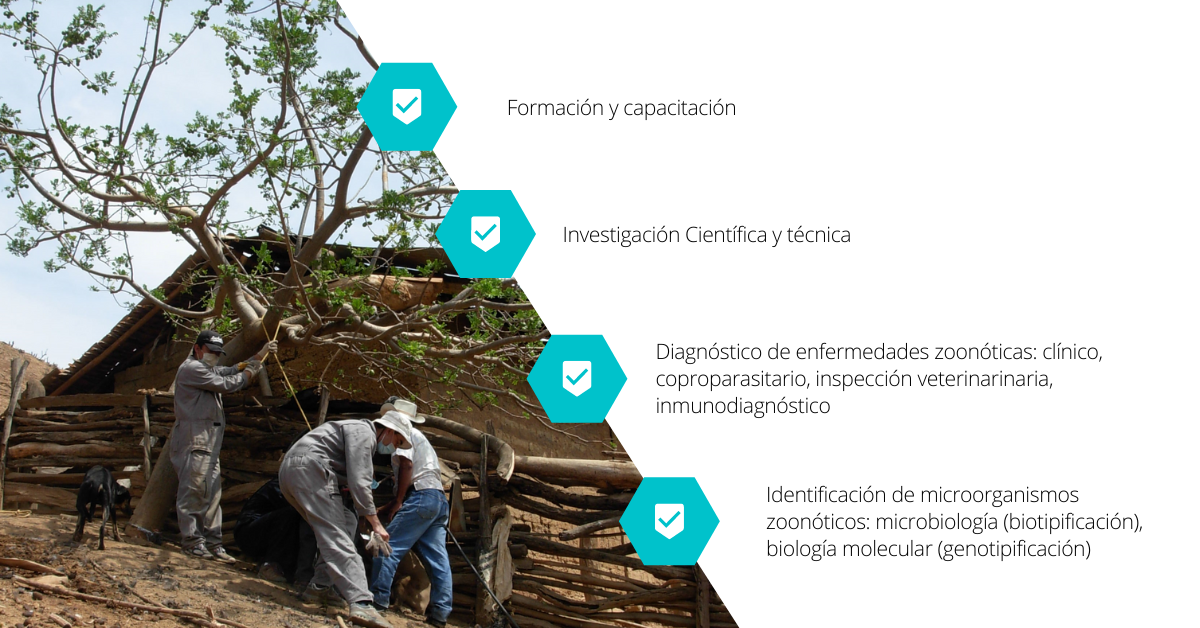 Formación y capacitación
Investigación Científica y técnica
Diagnóstico de enfermedades zoonóticas: clínico,
coproparasitario, inspección veterinarinaria,
inmunodiagnóstico
Identificación de microorganismos
zoonóticos: microbiología (biotipificación),
biología molecular (genotipificación)